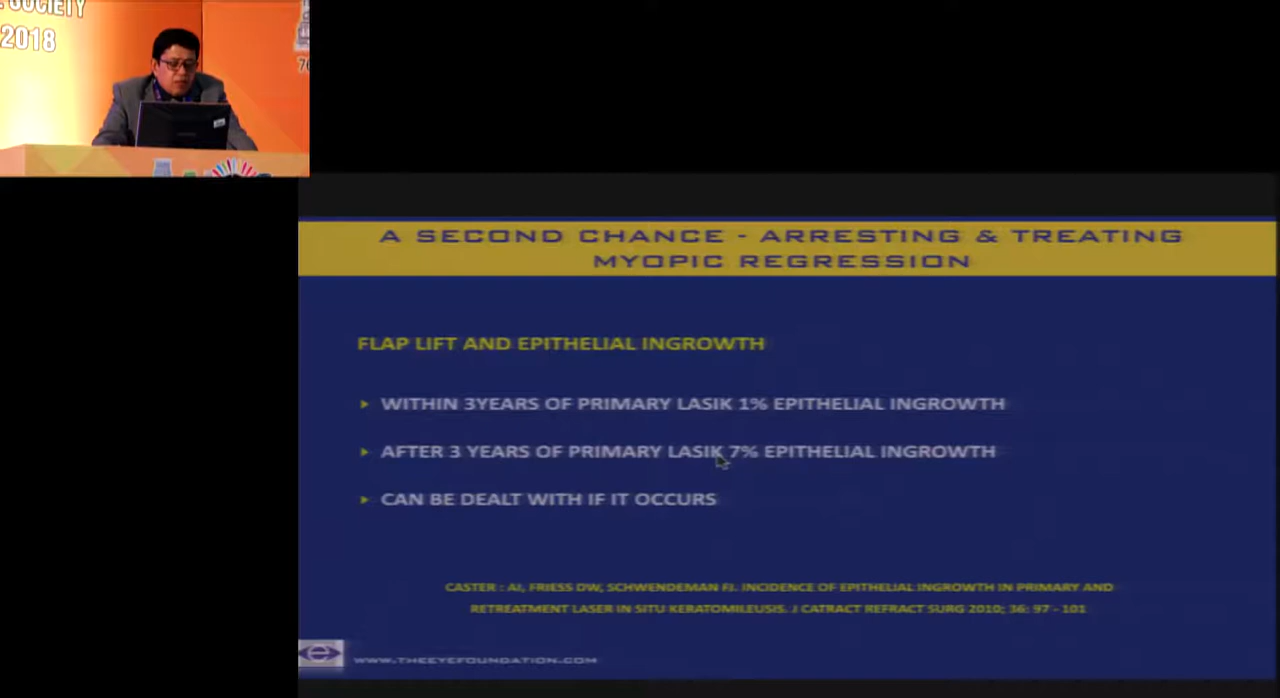 SOCIETY
2018
A SECOND CHANCE - ARRESTING & TREATING
MYOPIC REGRESSION
FLAP LIFT AND EPITHELIAL INGROWTH
WITHIN 3YEARS OF PRIMARY LASIK 1% EPITHELIAL INGROWTH
AFTER 3 YEARS OF PRIMARY LASIK 7% EPITHELIAL INGROWTH
CAN BE DEALT WITH IF IT OCCURS
CASTER : AI, FRIESS DW, SCHWENDEMAN FJ. INCIDENCE OF EPITHELIAL INGROWTH IN PRIMARY AND
RETREATMENT LASER IN SITU KERATOMILEUSIS. J CATRACT REFRACT SURG 2010; 36: 97 - 101
WWW.THEEYEFOUNDATION.COM